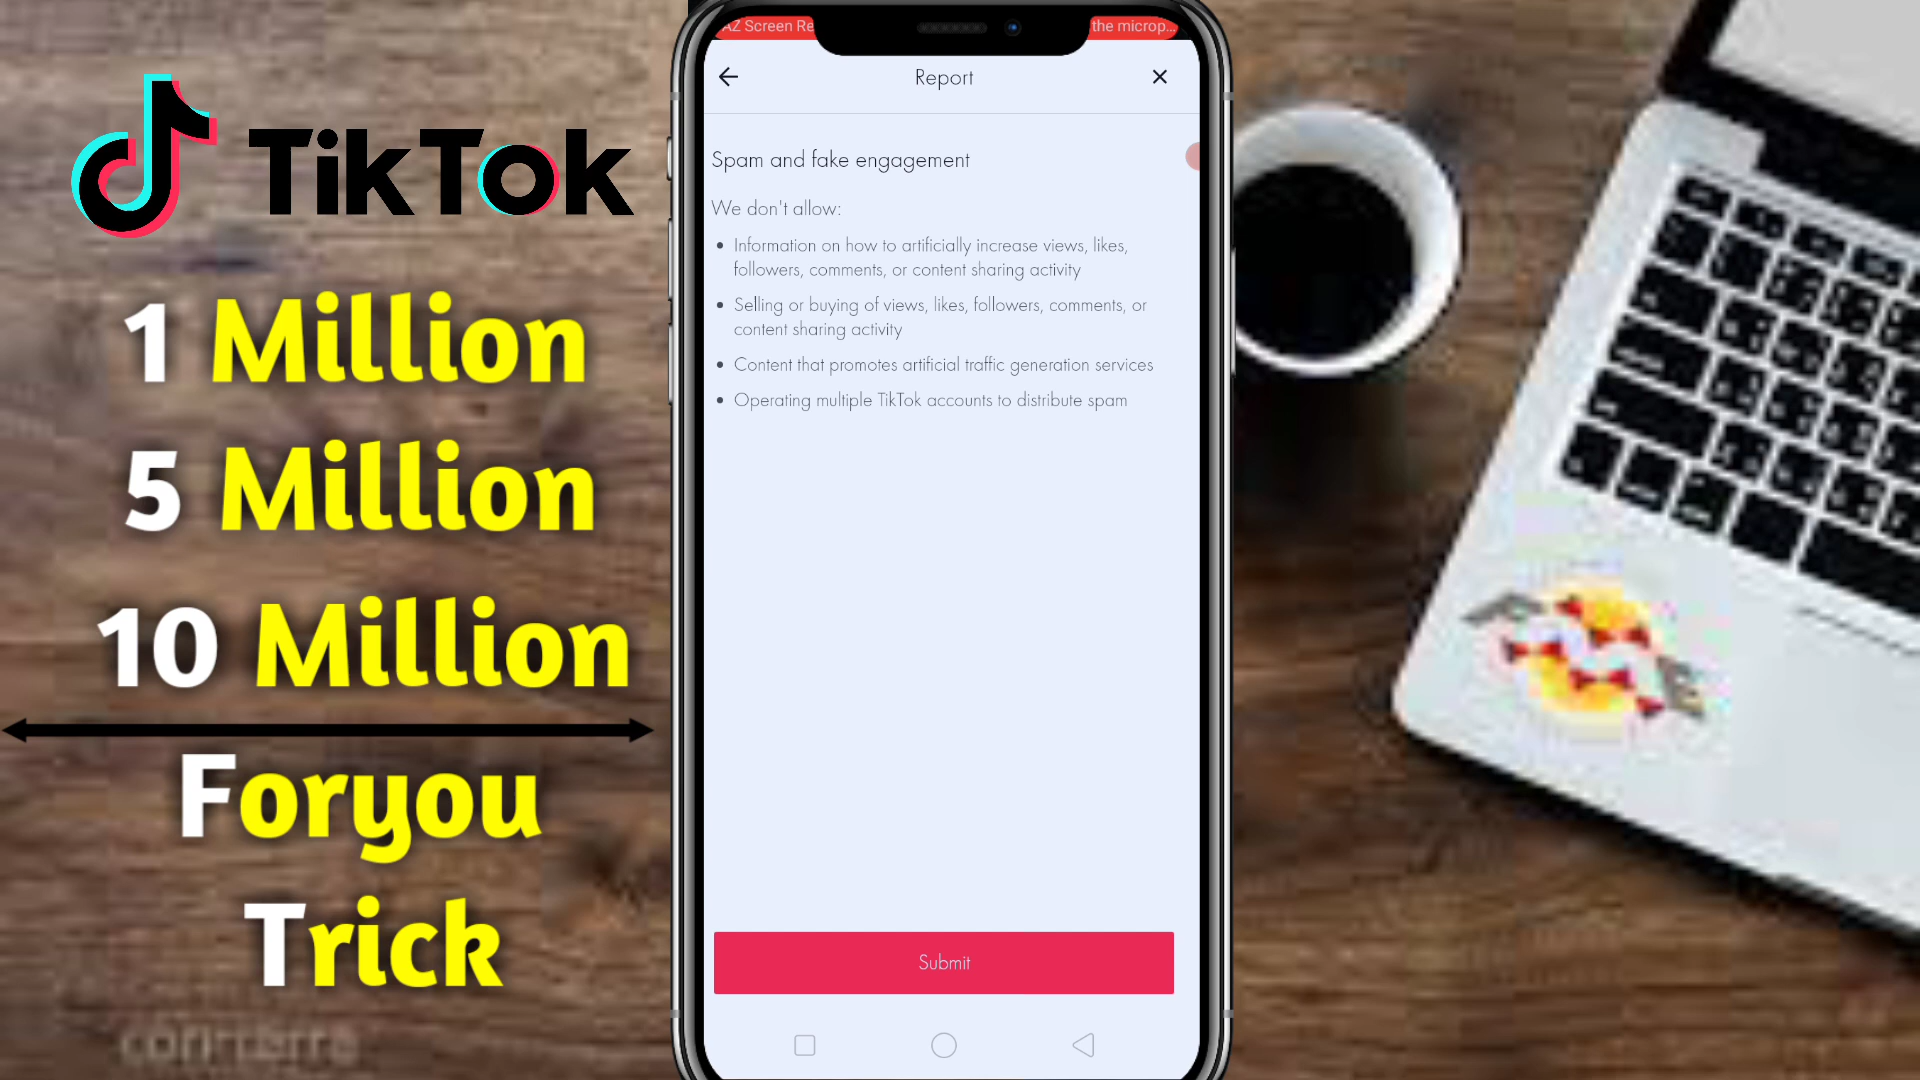 TikTok
1 Million
5 Million
10 Million
Foryou
Trick
AZ Screen Re
the microp...
Report
Spam and fake engagement
We don't allow:
Information on how to artificially increase views, likes,
followers, comments, or content sharing activity
Selling or buying of views, likes, followers, comments, or
content sharing activity
Content that promotes artificial traffic generation services
Operating multiple TikTok accounts to distribute spam
Submit